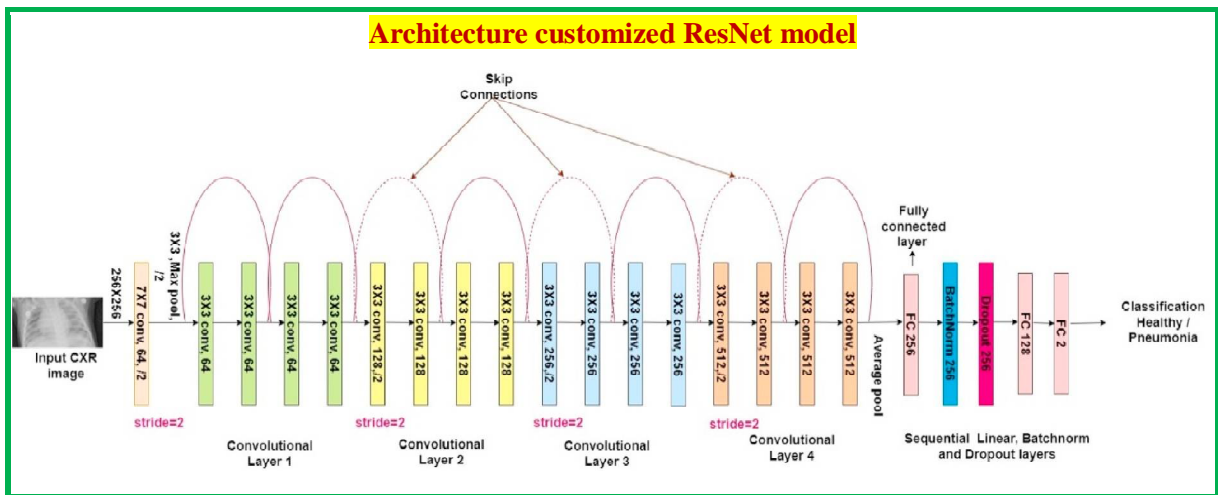 Architecture customized ResNet model
Skip
Connections
Input CXR
image
256X256
7X7 conv, 64, /2
3X3 ,Max pool,
/2
3X3 conv, 64
3X3 conv, 64
3X3 conv, 64
3X3 conv, 64
3X3 conv, 128,/2
3X3 conv, 128
3X3 conv, 128
3X3 conv, 128
3X3 conv, 256,/2
3X3 conv, 256
3X3 conv, 256
3X3 conv, 256
3X3 conv, 512,/2
3X3 conv, 512
3X3 conv, 512
3X3 conv, 512
Average pool
Fully
connected
layer
FC 256
BatchNorm 256
Dropout 256
FC 128
FC 2
Classification
Healthy /
Pneumonia
stride=2
stride=2
stride=2
stride=2
Convolutional
Layer 1
Convolutional
Layer 2
Convolutional
Layer 3
Convolutional
Layer 4
Sequential Linear, Batchnorm
and Dropout layers